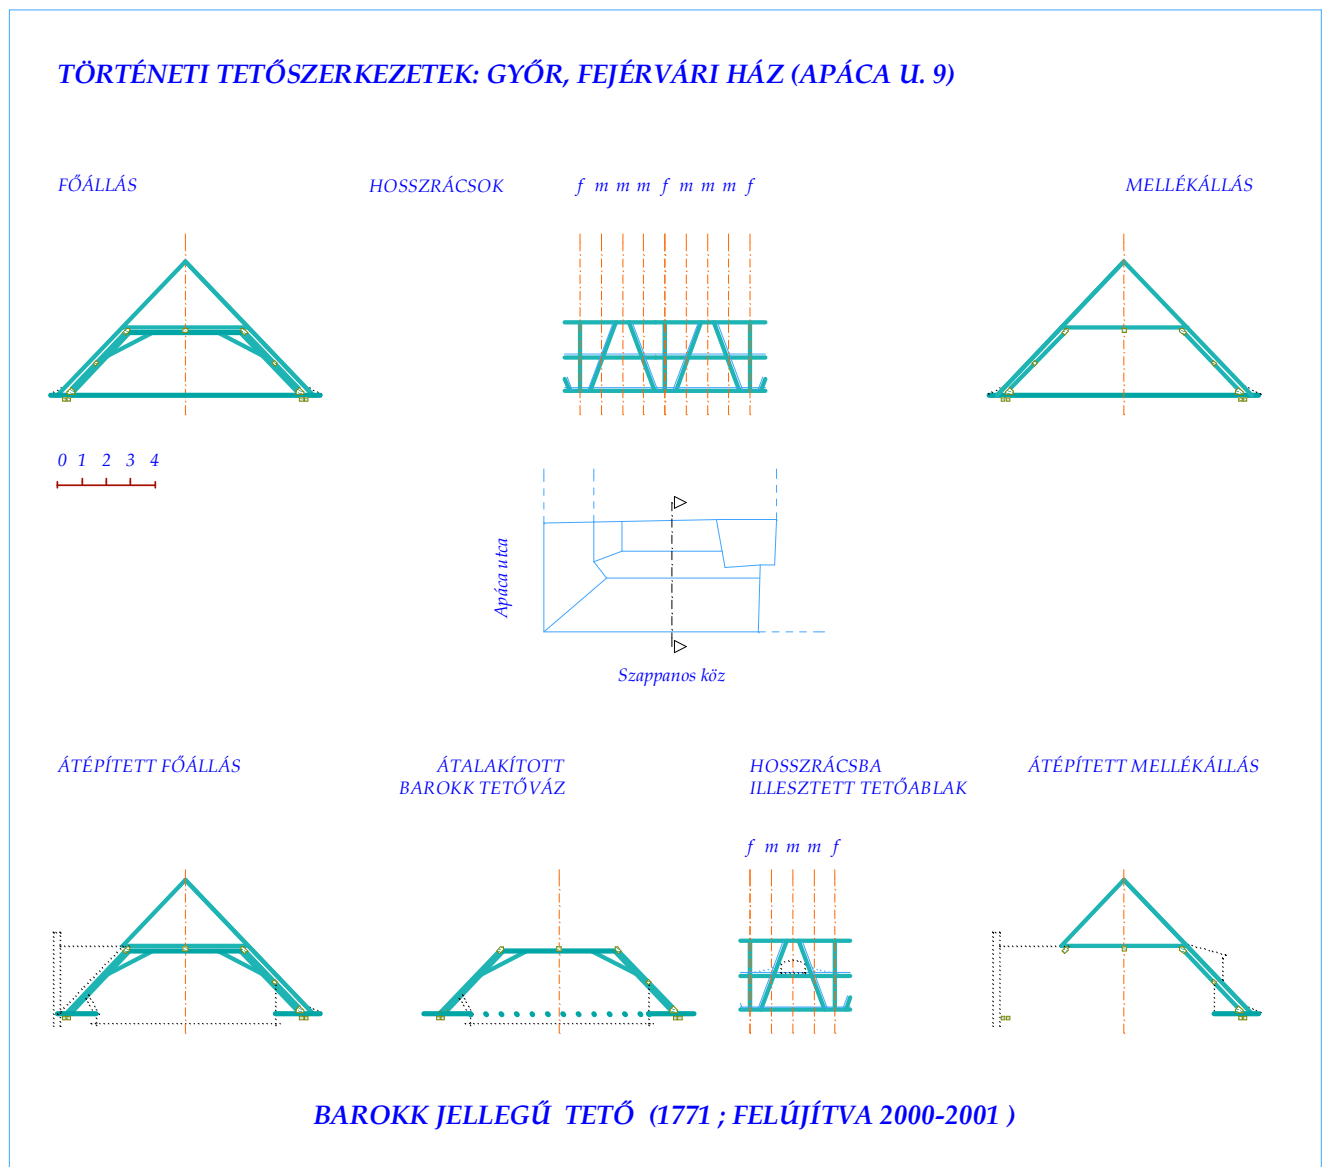 TÖRTÉNETI TETŐSZERKEZETEK: GYŐR, FEJÉRVÁRI HÁZ (APÁCA U. 9)
FŐÁLLÁS
HOSSZRÁCSOK
f m m m f m m m f
MELLÉKÁLLÁS
0 1 2 3 4
Apáca utca
Szappanos köz
ÁTÉPÍTETT FŐÁLLÁS
ÁTALAKÍTOTT
BAROKK TETŐVÁZ
HOSSZRÁCSBA
ILLESZTETT TETŐABLAK
ÁTÉPÍTETT MELLÉKÁLLÁS
f m m m f
BAROKK JELLEGŰ TETŐ (1771 ; FELÚJÍTVA 2000-2001 )